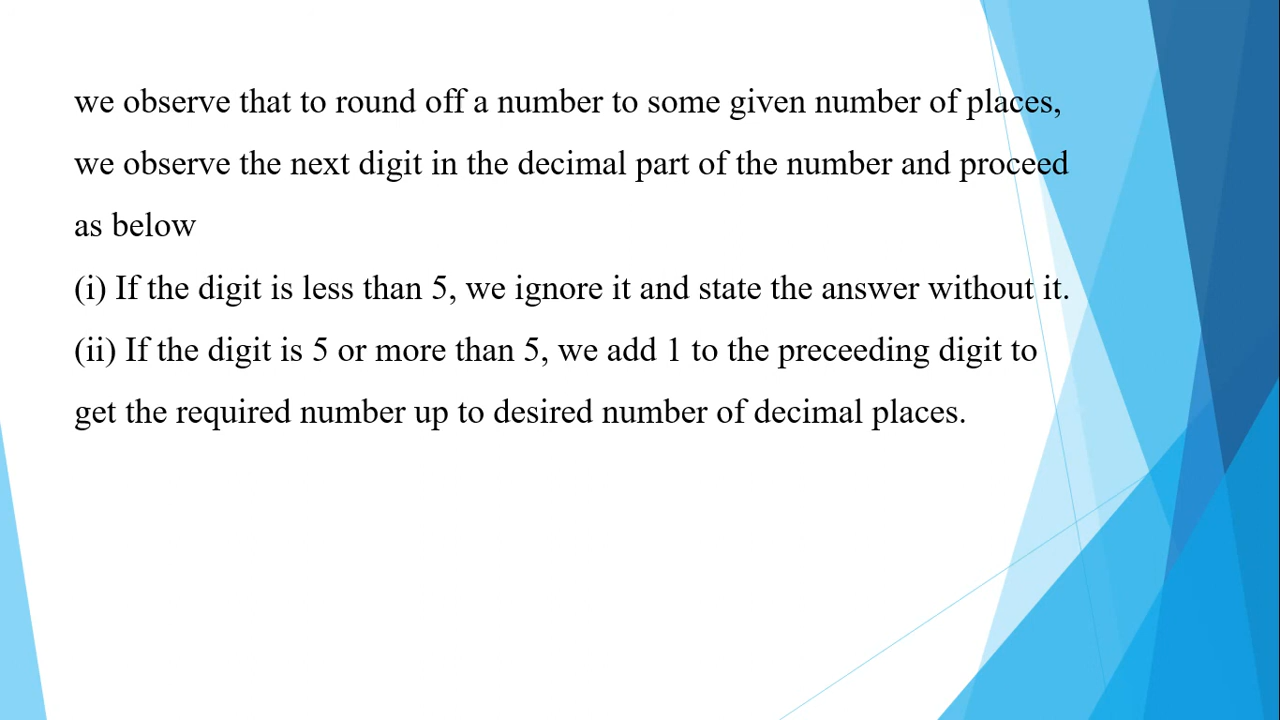 we observe that to round off a number to some given number of places,
we observe the next digit in the decimal part of the number and proceed
as below
(i) If the digit is less than 5, we ignore it and state the answer without it.
(ii) If the digit is 5 or more than 5, we add 1 to the preceeding digit to
get the required number up to desired number of decimal places.